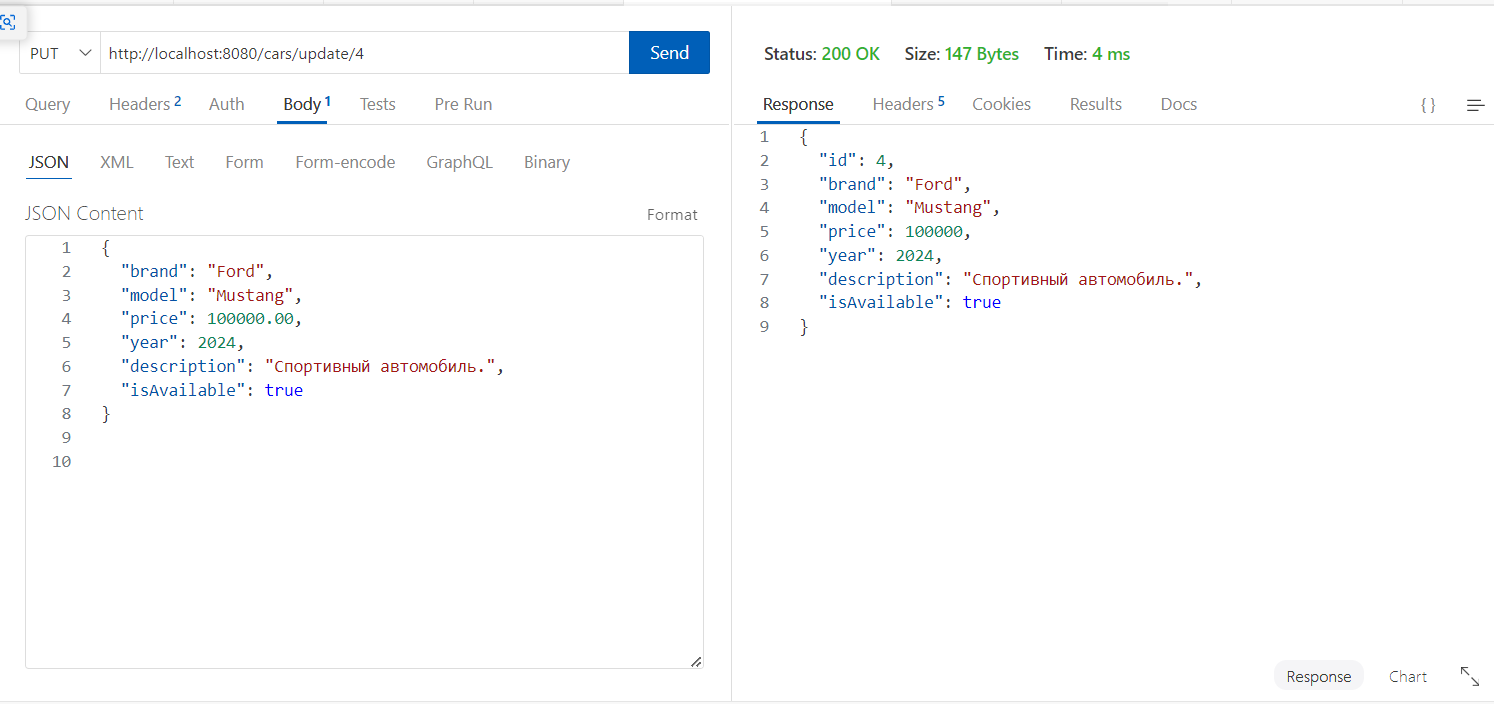 PUT http://localhost:8080/cars/update/4 Send
Query Headers 2 Auth Body 1 Tests Pre Run
JSON XML Text Form Form-encode GraphQL Binary
JSON Content Format
1 {
2 "brand": "Ford",
3 "model": "Mustang",
4 "price": 100000.00,
5 "year": 2024,
6 "description": "Спортивный автомобиль.",
7 "isAvailable": true
8 }
9
10
Status: 200 OK Size: 147 Bytes Time: 4 ms
Response Headers 5 Cookies Results Docs { }
1 {
2 "id": 4,
3 "brand": "Ford",
4 "model": "Mustang",
5 "price": 100000,
6 "year": 2024,
7 "description": "Спортивный автомобиль.",
8 "isAvailable": true
9 }
Response Chart